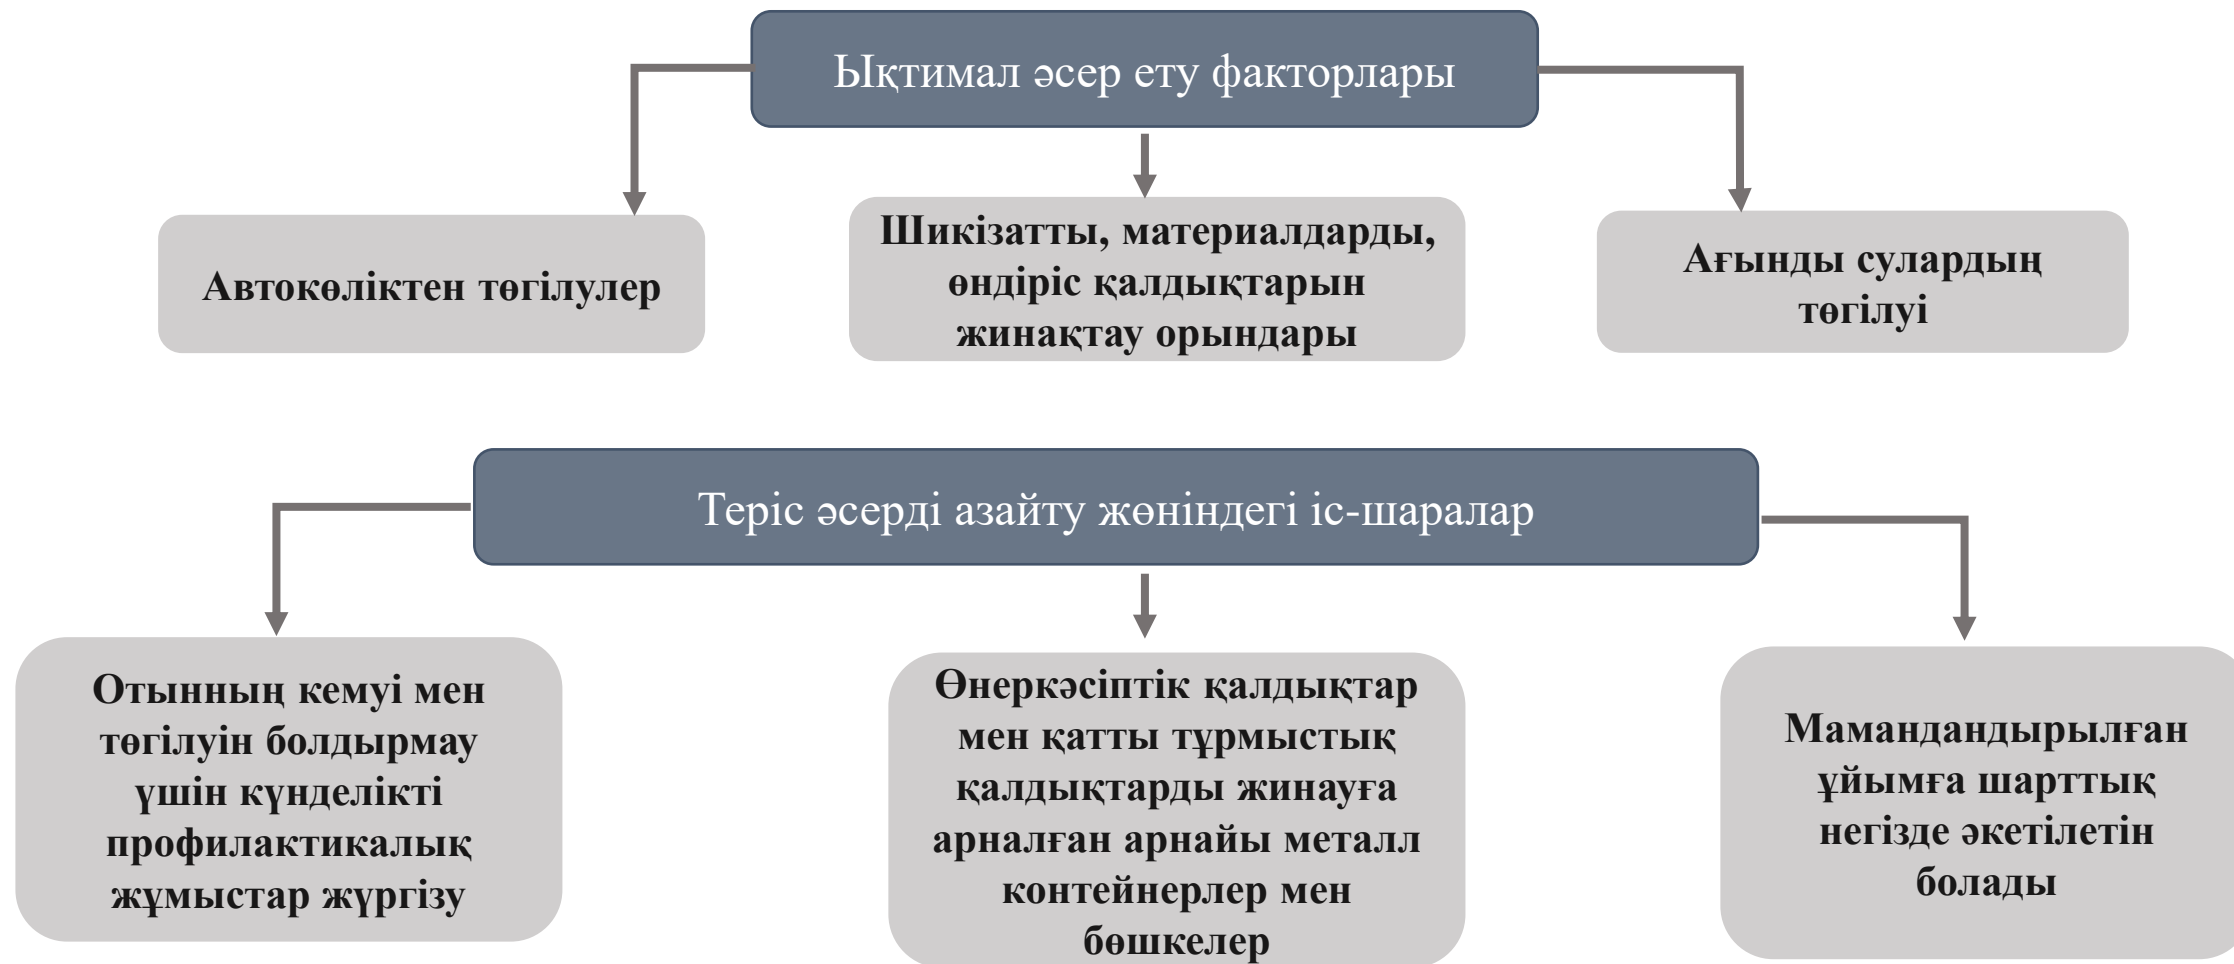 Ықтимал әсер ету факторлары
Автокөліктен төгілулер
Шикізатты, материалдарды,
өндіріс қалдықтарын
жинақтау орындары
Ағынды сулардың
төгілуі
Теріс әсерді азайту жөніндегі іс-шаралар
Отынның кемуі мен
төгілуін болдырмау
үшін күнделікті
профилактикалық
жұмыстар жүргізу
Өнеркәсіптік қалдықтар
мен қатты тұрмыстық
қалдықтарды жинауға
арналған арнайы металл
контейнерлер мен
бөшкелер
Мамандандырылған
ұйымға шарттық
негізде әкетілетін
болады